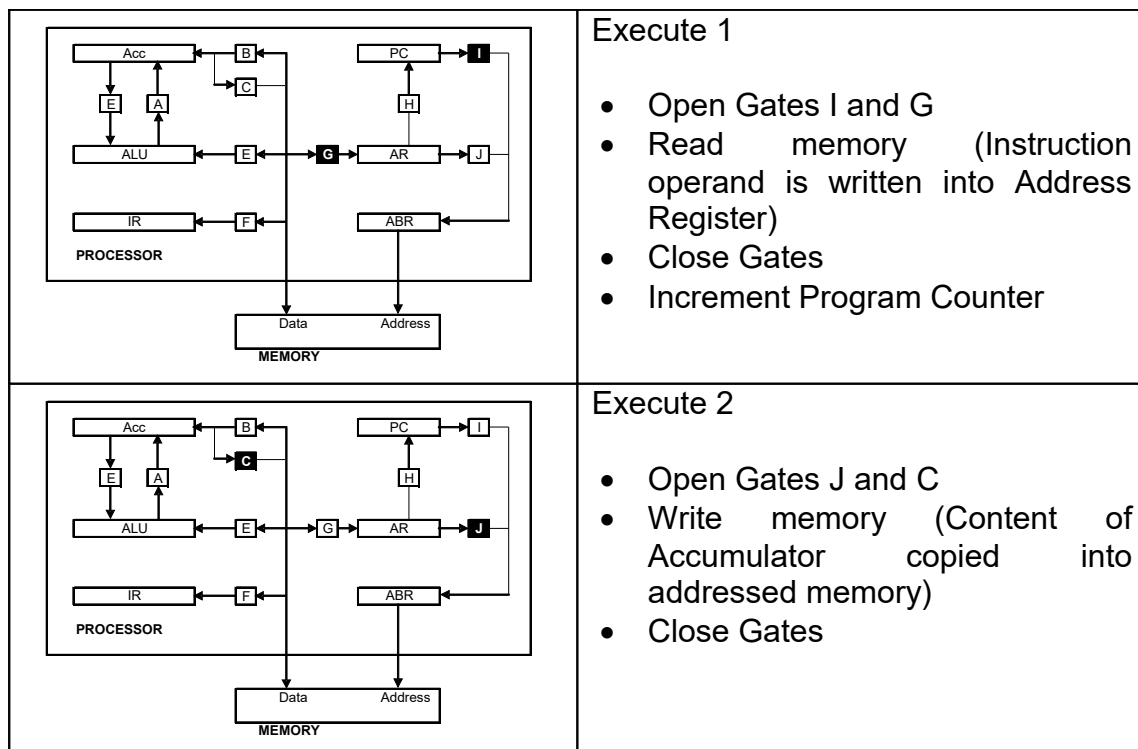 Execute 1
Acc
B
PC
I
C
E
A
H
ALU
E
G
AR
J
IR
F
ABR
PROCESSOR
Data
Address
MEMORY
• Open Gates I and G
• Read memory (Instruction
operand is written into Address
Register)
• Close Gates
• Increment Program Counter
Execute 2
Acc
B
PC
I
C
E
A
H
ALU
E
G
AR
J
IR
F
ABR
PROCESSOR
Data
Address
MEMORY
• Open Gates J and C
• Write memory (Content of
Accumulator copied into
addressed memory)
• Close Gates